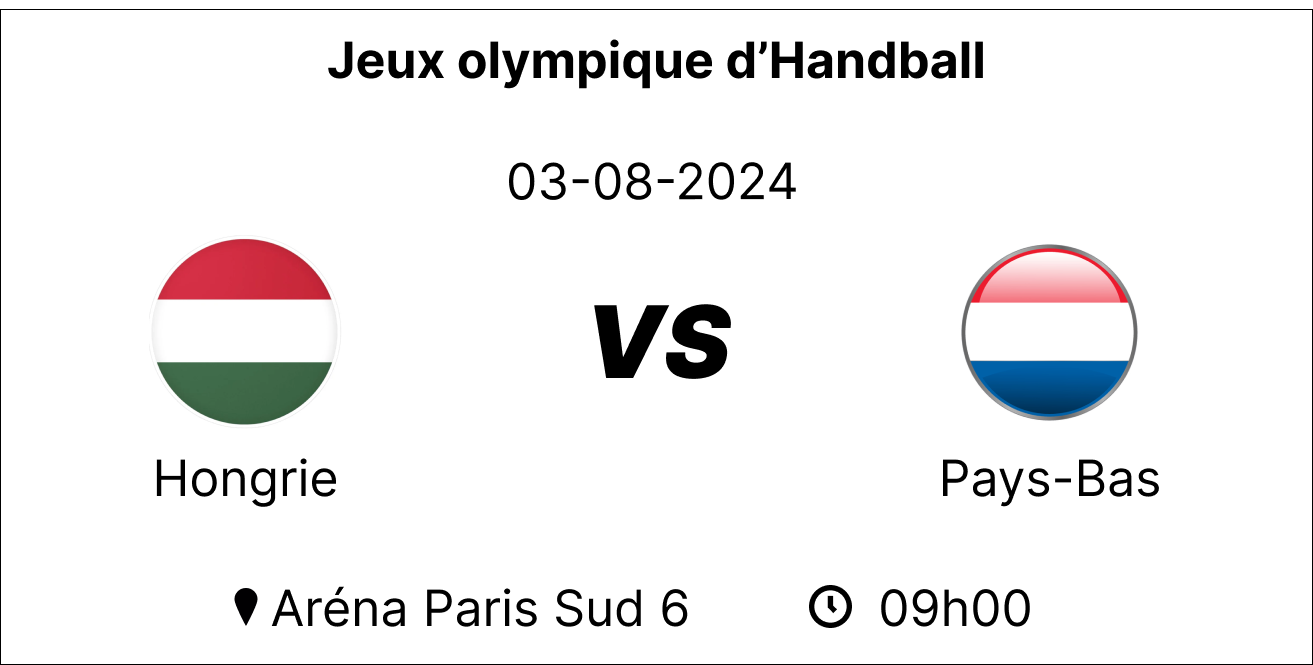 Jeux olympique d’Handball
03-08-2024
VS
Hongrie
Pays-Bas
Aréna Paris Sud 6
09h00